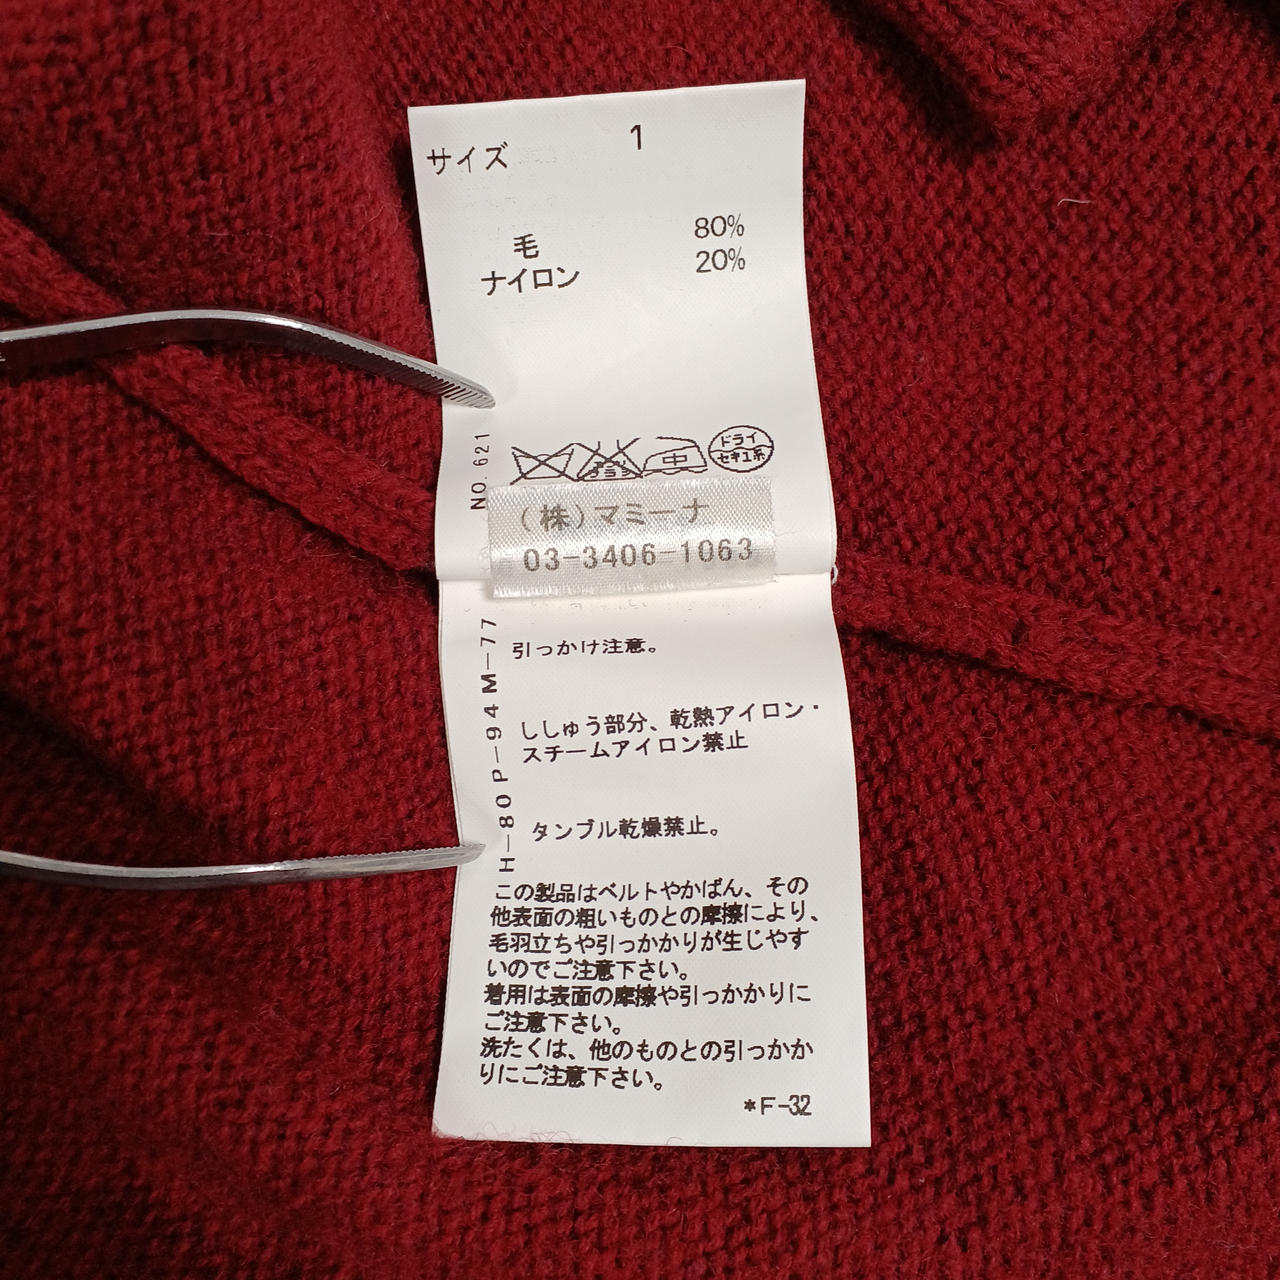 サイズ 1
毛 80%
ナイロン 20%
NO. 621
中
ドライ
セキユ系
(株)マミーナ
03-3406-1063
H-80P-94M-77
引っかけ注意。
ししゅう部分、乾熱アイロン・
スチームアイロン禁止
タンブル乾燥禁止。
この製品はベルトやかばん、その
他表面の粗いものとの摩擦により、
毛羽立ちや引っかかりが生じやす
いのでご注意下さい。
着用は表面の摩擦や引っかかりに
ご注意下さい。
洗たくは、他のものとの引っかか
りにご注意下さい。
*F-32